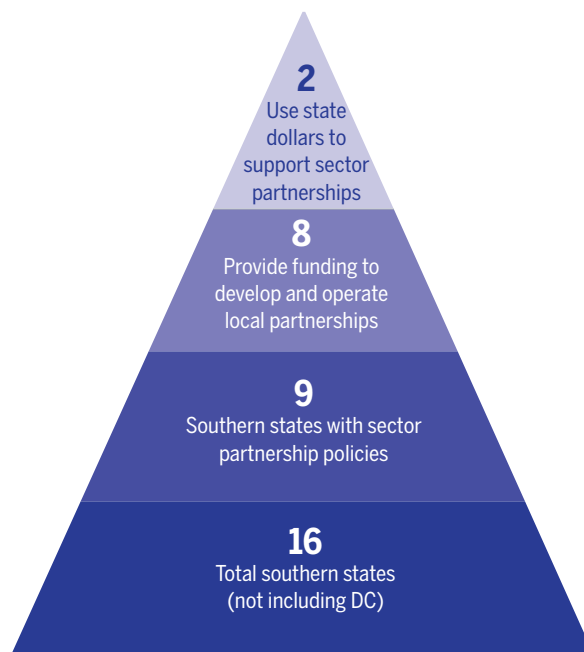 2
Use state
dollars to
support sector
partnerships
8
Provide funding to
develop and operate
local partnerships
9
Southern states with sector
partnership policies
16
Total southern states
(not including DC)